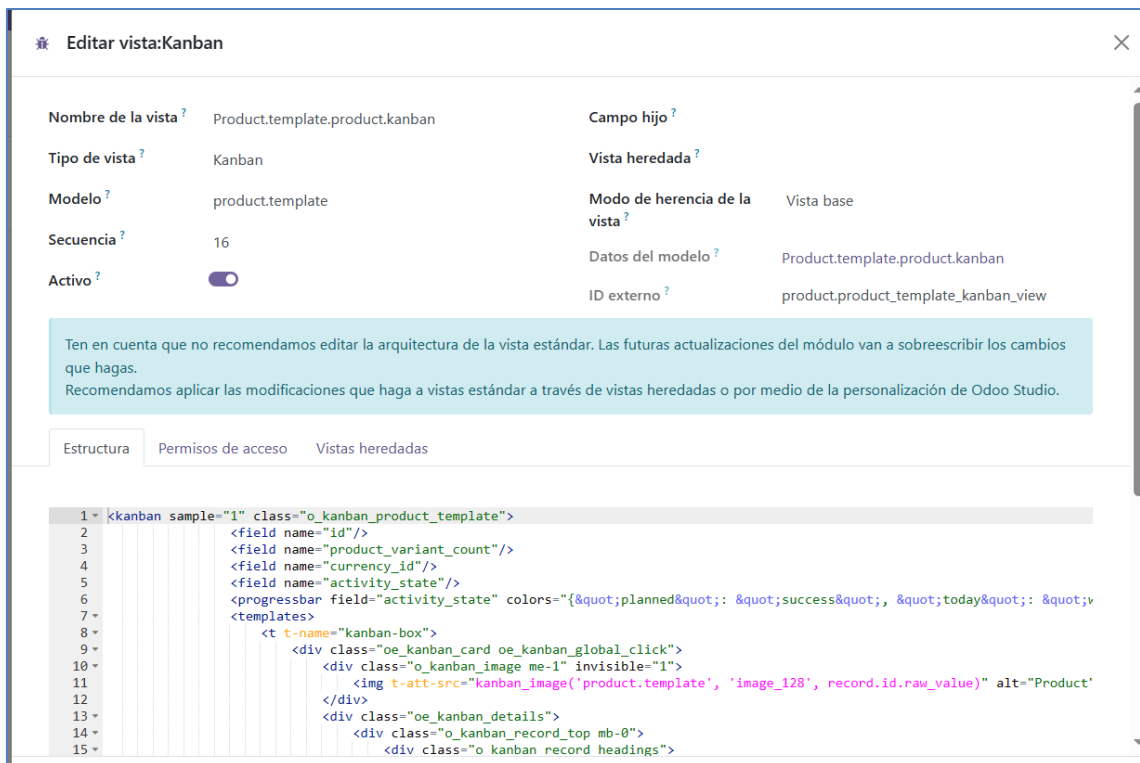 Editar vista:Kanban
Nombre de la vista ? Product.template.product.kanban
Campo hijo ?
Tipo de vista ? Kanban
Vista heredada ?
Modelo ? product.template
Modo de herencia de la vista ? Vista base
Secuencia ? 16
Datos del modelo ? Product.template.product.kanban
Activo ?
ID externo ? product.product_template_kanban_view
Ten en cuenta que no recomendamos editar la arquitectura de la vista estándar. Las futuras actualizaciones del módulo van a sobreescribir los cambios
que hagas.
Recomendamos aplicar las modificaciones que haga a vistas estándar a través de vistas heredadas o por medio de la personalización de Odoo Studio.
Estructura Permisos de acceso Vistas heredadas
1 <kanban sample="1" class="o_kanban_product_template">
2 <field name="id"/>
3 <field name="product_variant_count"/>
4 <field name="currency_id"/>
5 <field name="activity_state"/>
6 <progressbar field="activity_state" colors="{&quot;planned&quot;: &quot;success&quot;, &quot;today&quot;: &quot;w
7 <templates>
8 <t t-name="kanban-box">
9 <div class="oe_kanban_card oe_kanban_global_click">
10 <div class="o_kanban_image me-1" invisible="1">
11 <img t-att-src="kanban_image('product.template', 'image_128', record.id.raw_value)" alt="Product"
12 </div>
13 <div class="oe_kanban_details">
14 <div class="o_kanban_record_top mb-0">
15 <div class="o_kanban_record_headings">